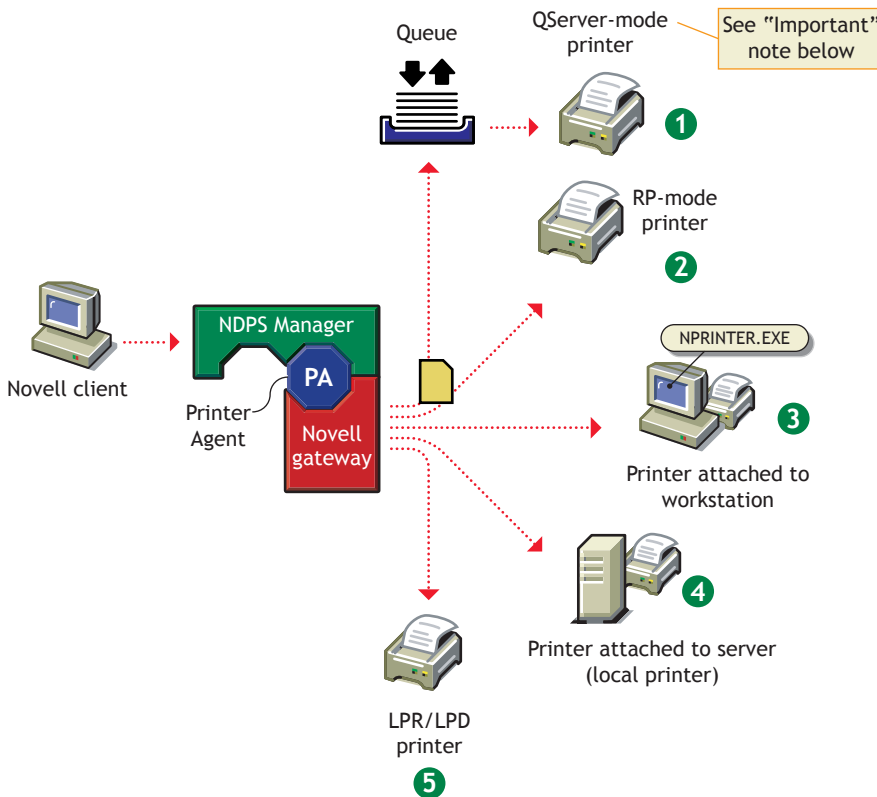 Queue
QServer-mode
printer
See “Important”
note below
1
RP-mode
printer
2
Novell client
NDPS Manager
PA
Printer
Agent
Novell
gateway
NPRINTER.EXE
3
Printer attached to
workstation
4
Printer attached to server
(local printer)
LPR/LPD
printer
5